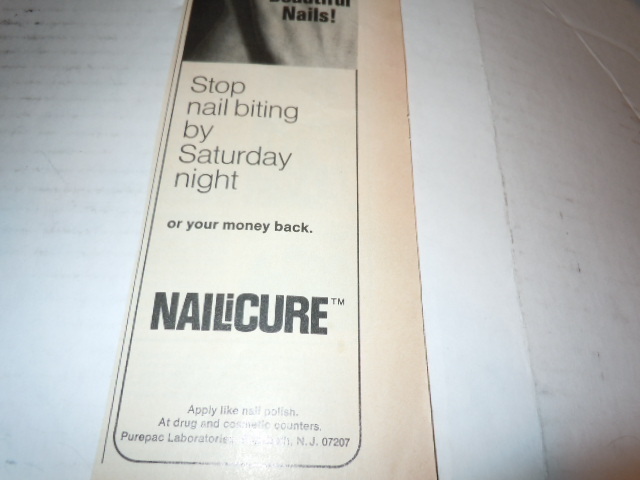 Beautiful
Nails!
Stop
nail biting
by
Saturday
night
or your money back.
NAILiCURE™
Apply like nail polish.
At drug and cosmetic counters.
Purepac Laboratories N.J. 07207